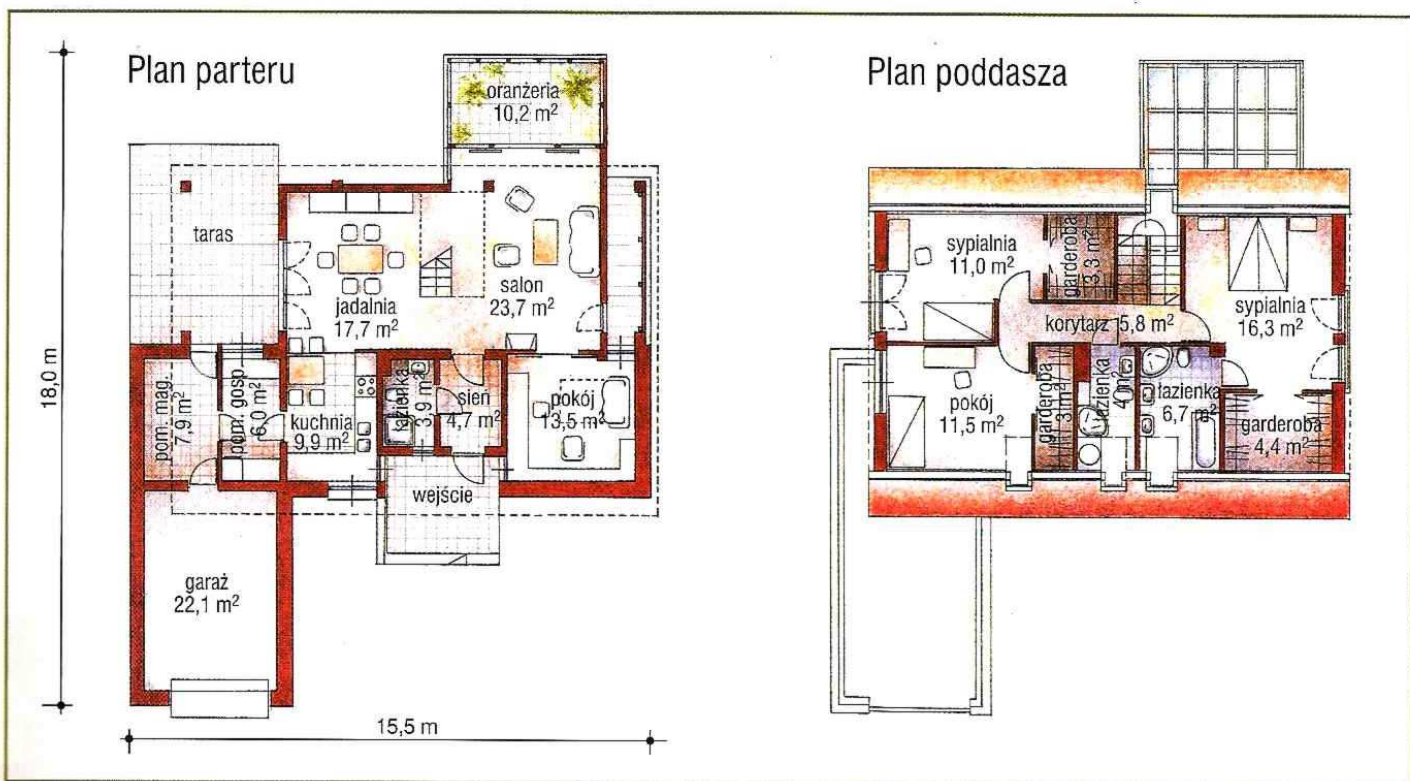 Plan parteru
oranżeria
10,2 m²
taras
jadalnia
17,7 m²
salon
23,7 m²
pom. mag.
7,9 m²
pom. gosp.
6,0 m²
kuchnia
9,9 m²
łazienka
3,9 m²
sień
4,7 m²
pokój
13,5 m²
wejście
garaż
22,1 m²
18,0 m
15,5 m
Plan poddasza
sypialnia
11,0 m²
garderoba
3,3 m²
sypialnia
16,3 m²
korytarz 5,8 m²
pokój
11,5 m²
garderoba
łazienka
łazienka
6,7 m²
garderoba
4,4 m²